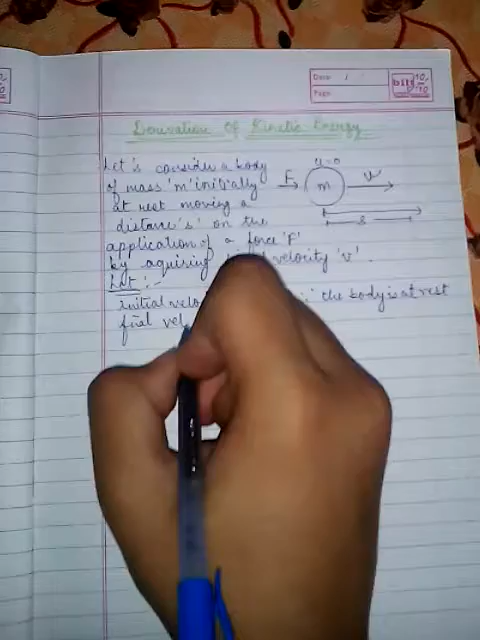 Date: /
Page:
Derivation Of Kinetic Energy
Let's consider a body
of mass 'm' initially
at rest moving a
distance 's' on the
application of a force 'F'
by aquiring velocity 'v'.
u=0
F
m
v
s
Let :-
initial velo ∵ the body is at rest
final vel